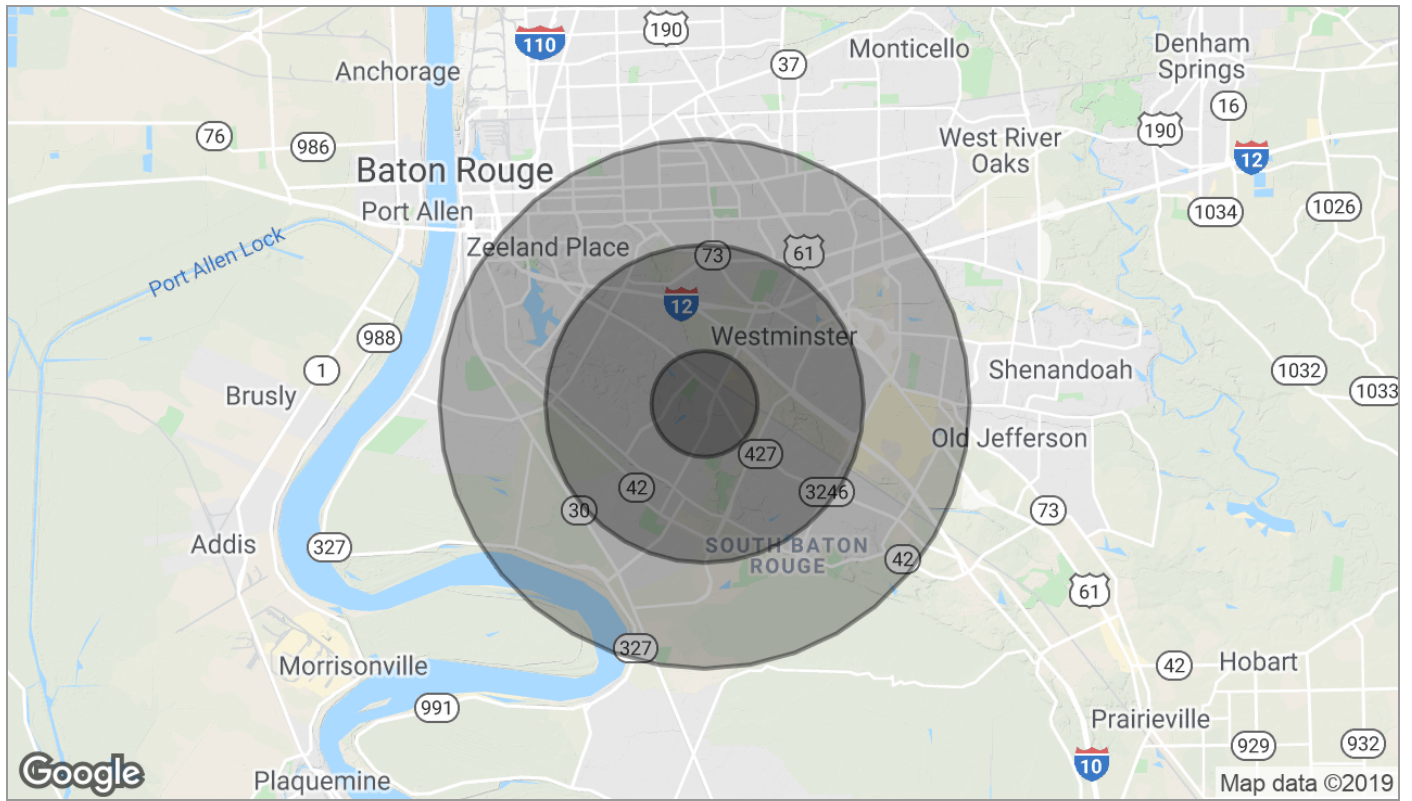 110
190
Monticello
Denham
Springs
Anchorage
37
16
76
986
190
West River
Oaks
12
Baton Rouge
Port Allen
1034
1026
Zeeland Place
73
61
Port Allen Lock
12
988
Westminster
1
Shenandoah
1032
1033
Brusly
Old Jefferson
427
42
3246
30
73
Addis
327
SOUTH BATON
ROUGE
42
61
327
Morrisonville
42
Hobart
991
Prairieville
929
932
10
Google
Plaquemine
Map data ©2019